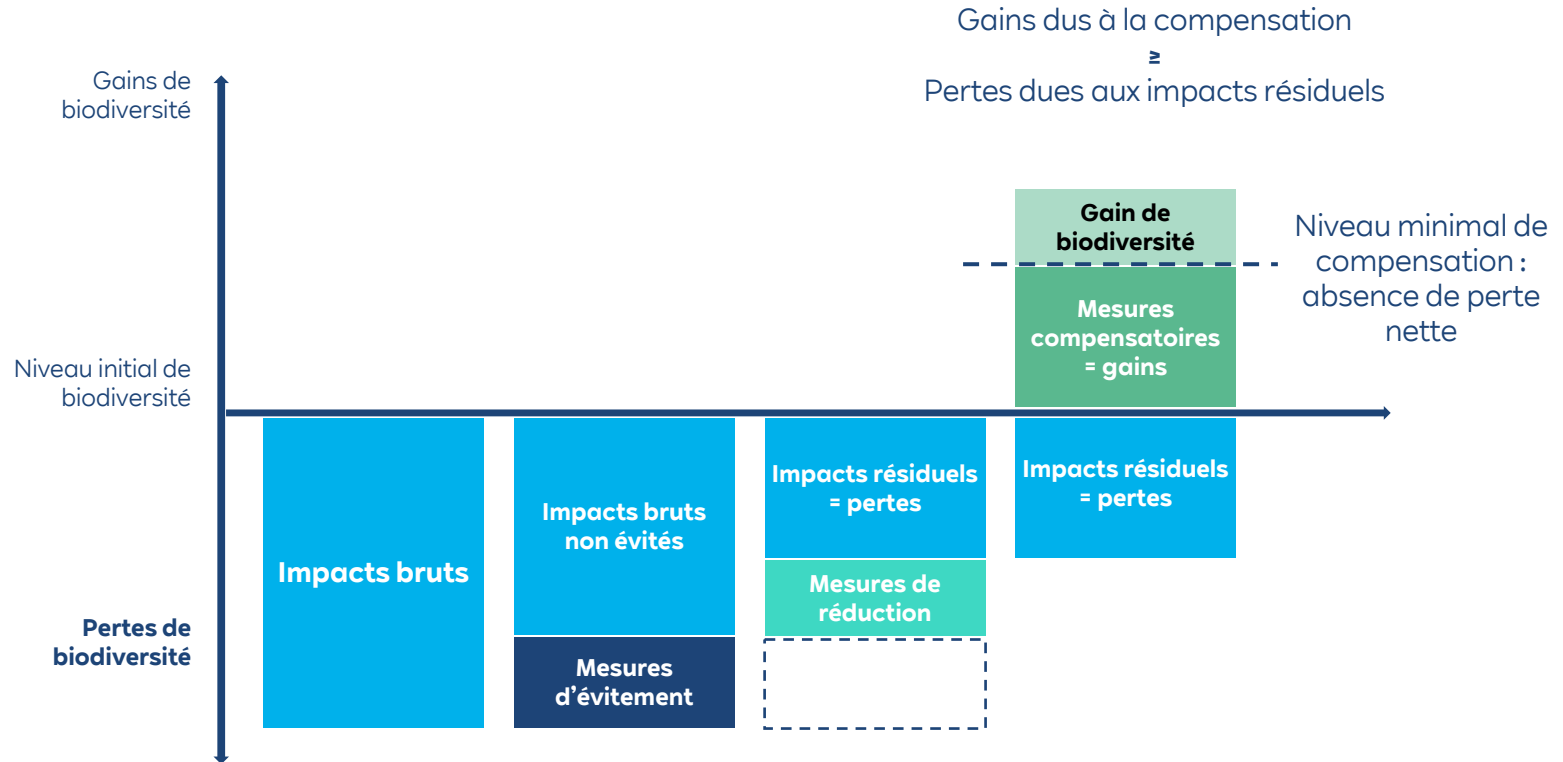 Gains dus à la compensation
≥
Pertes dues aux impacts résiduels
Gains de
biodiversité
Gain de
biodiversité
Niveau minimal de
compensation :
absence de perte
nette
Mesures
compensatoires
= gains
Niveau initial de
biodiversité
Impacts bruts
Impacts bruts
non évités
Impacts résiduels
= pertes
Impacts résiduels
= pertes
Mesures de
réduction
Pertes de
biodiversité
Mesures
d’évitement